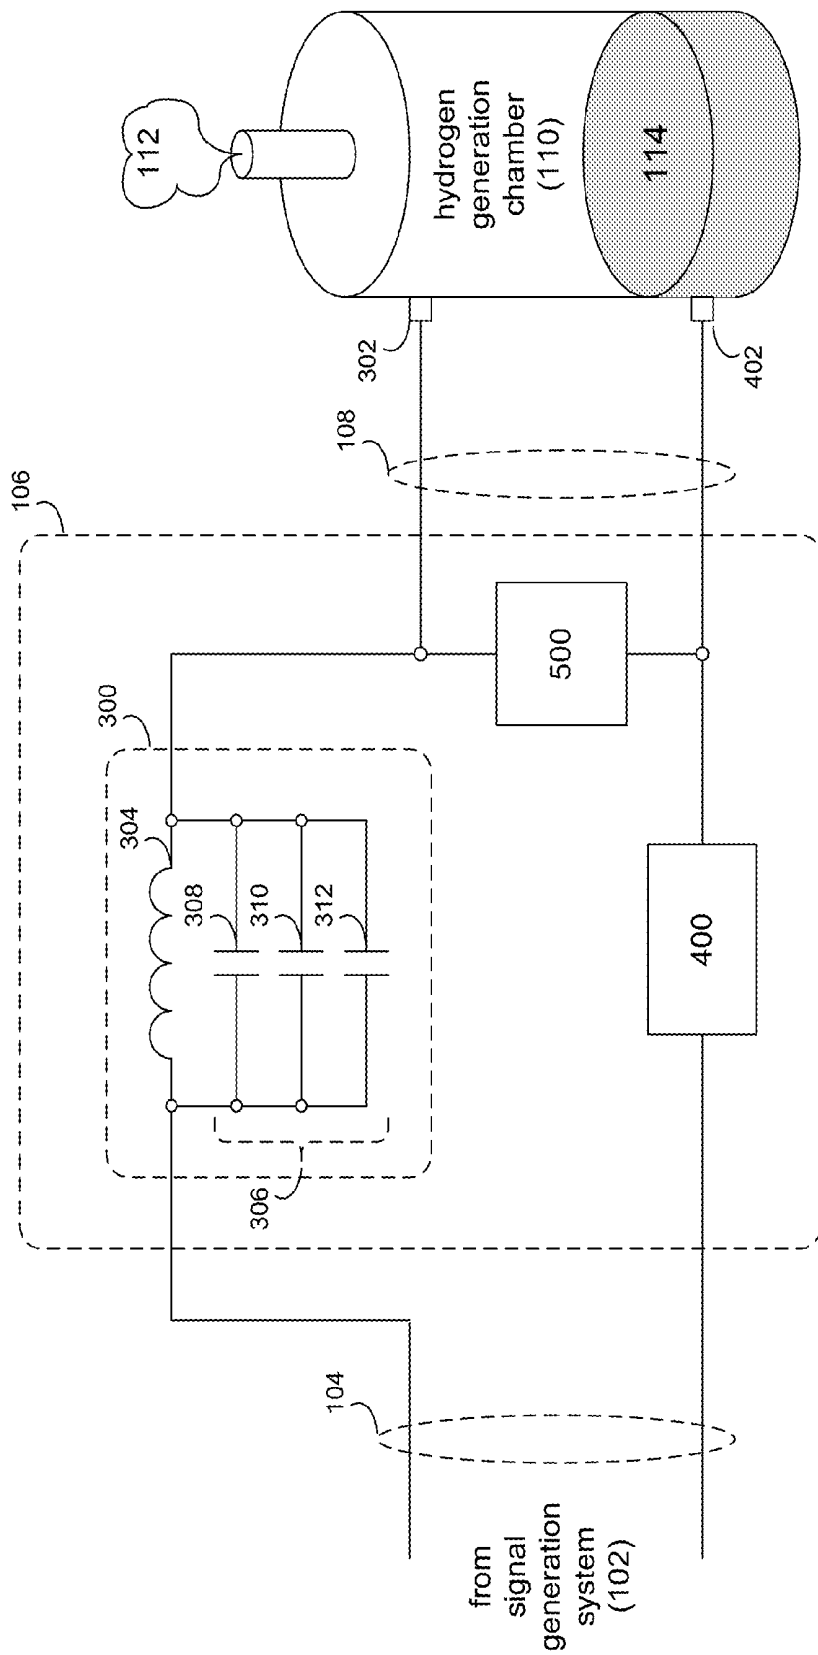 112
hydrogen
generation
chamber
(110)
114
302
402
108
106
300
304
308
310
312
306
500
400
104
from
signal
generation
system
(102)